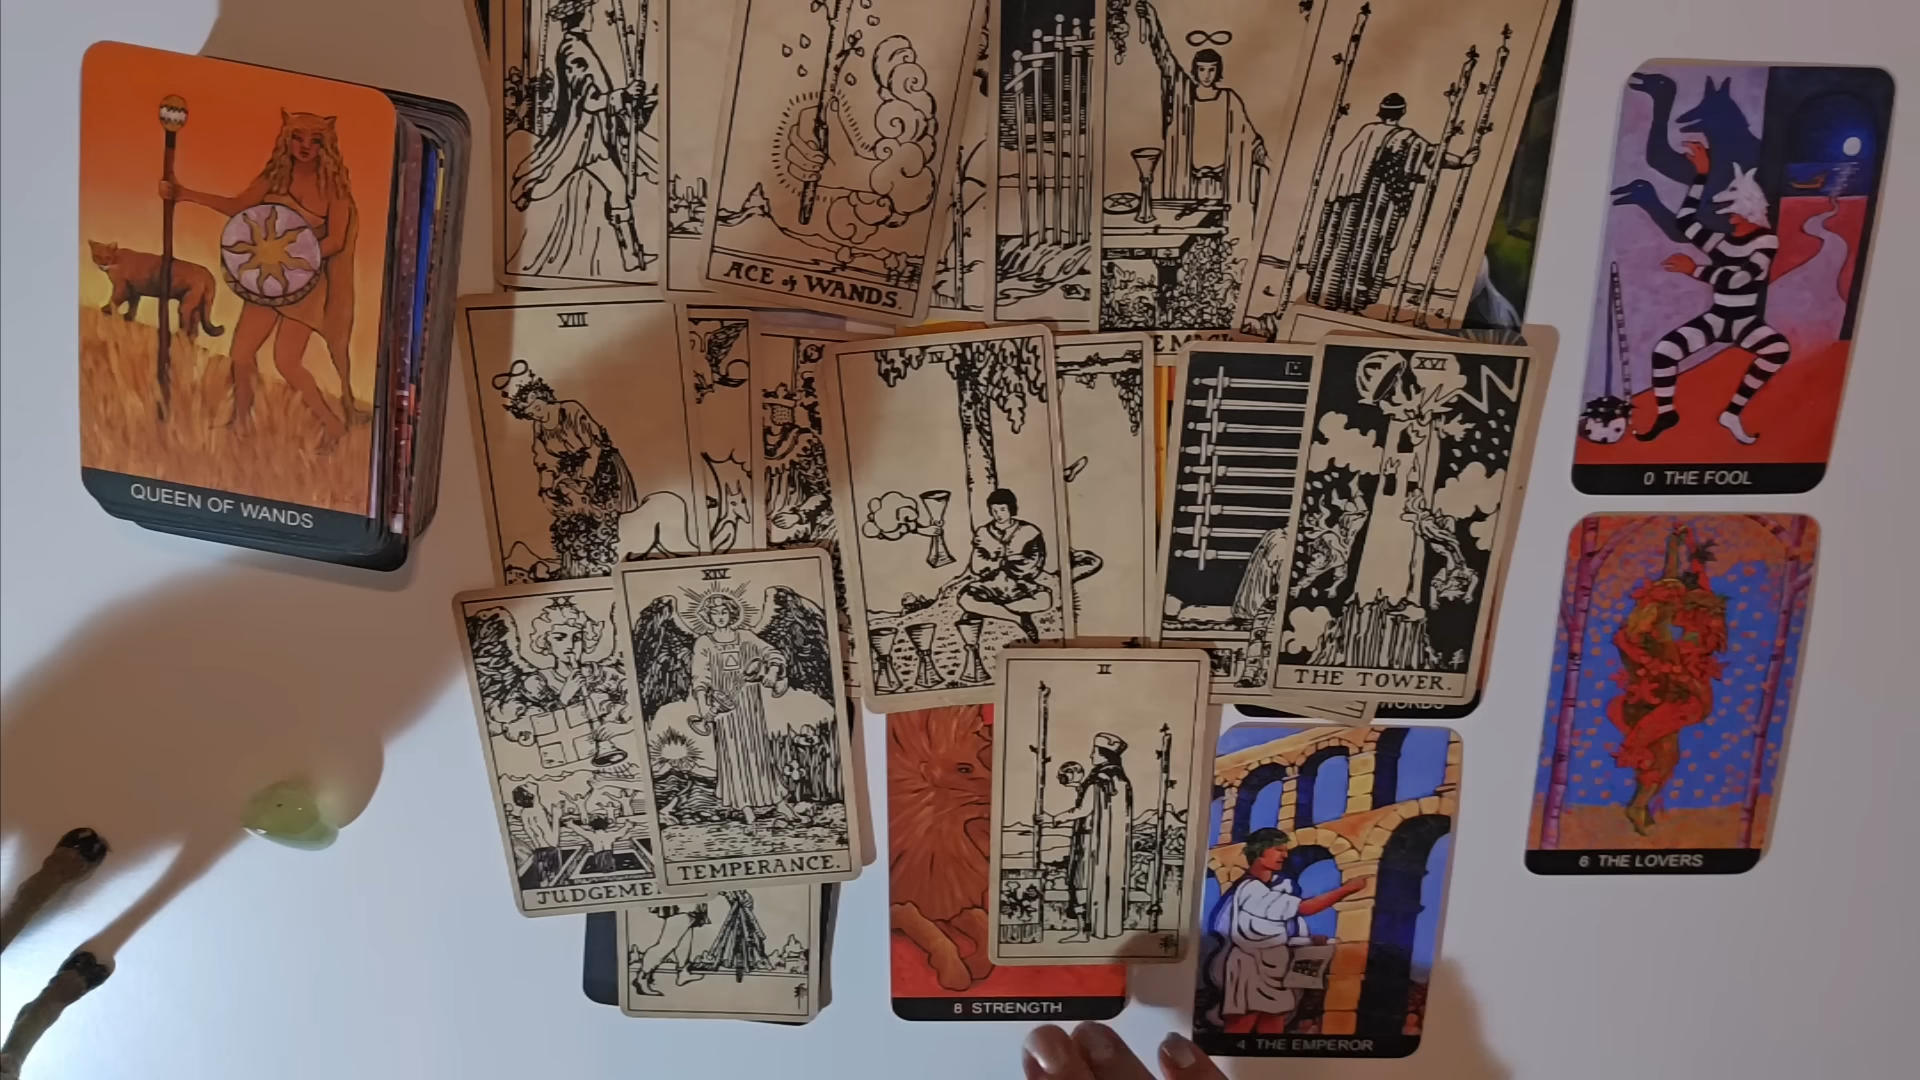 ACE of WANDS.
VIII
IV
XVI
QUEEN OF WANDS
0 THE FOOL
XIV
II
THE TOWER.
TEMPERANCE.
6 THE LOVERS
8 STRENGTH
4 THE EMPEROR